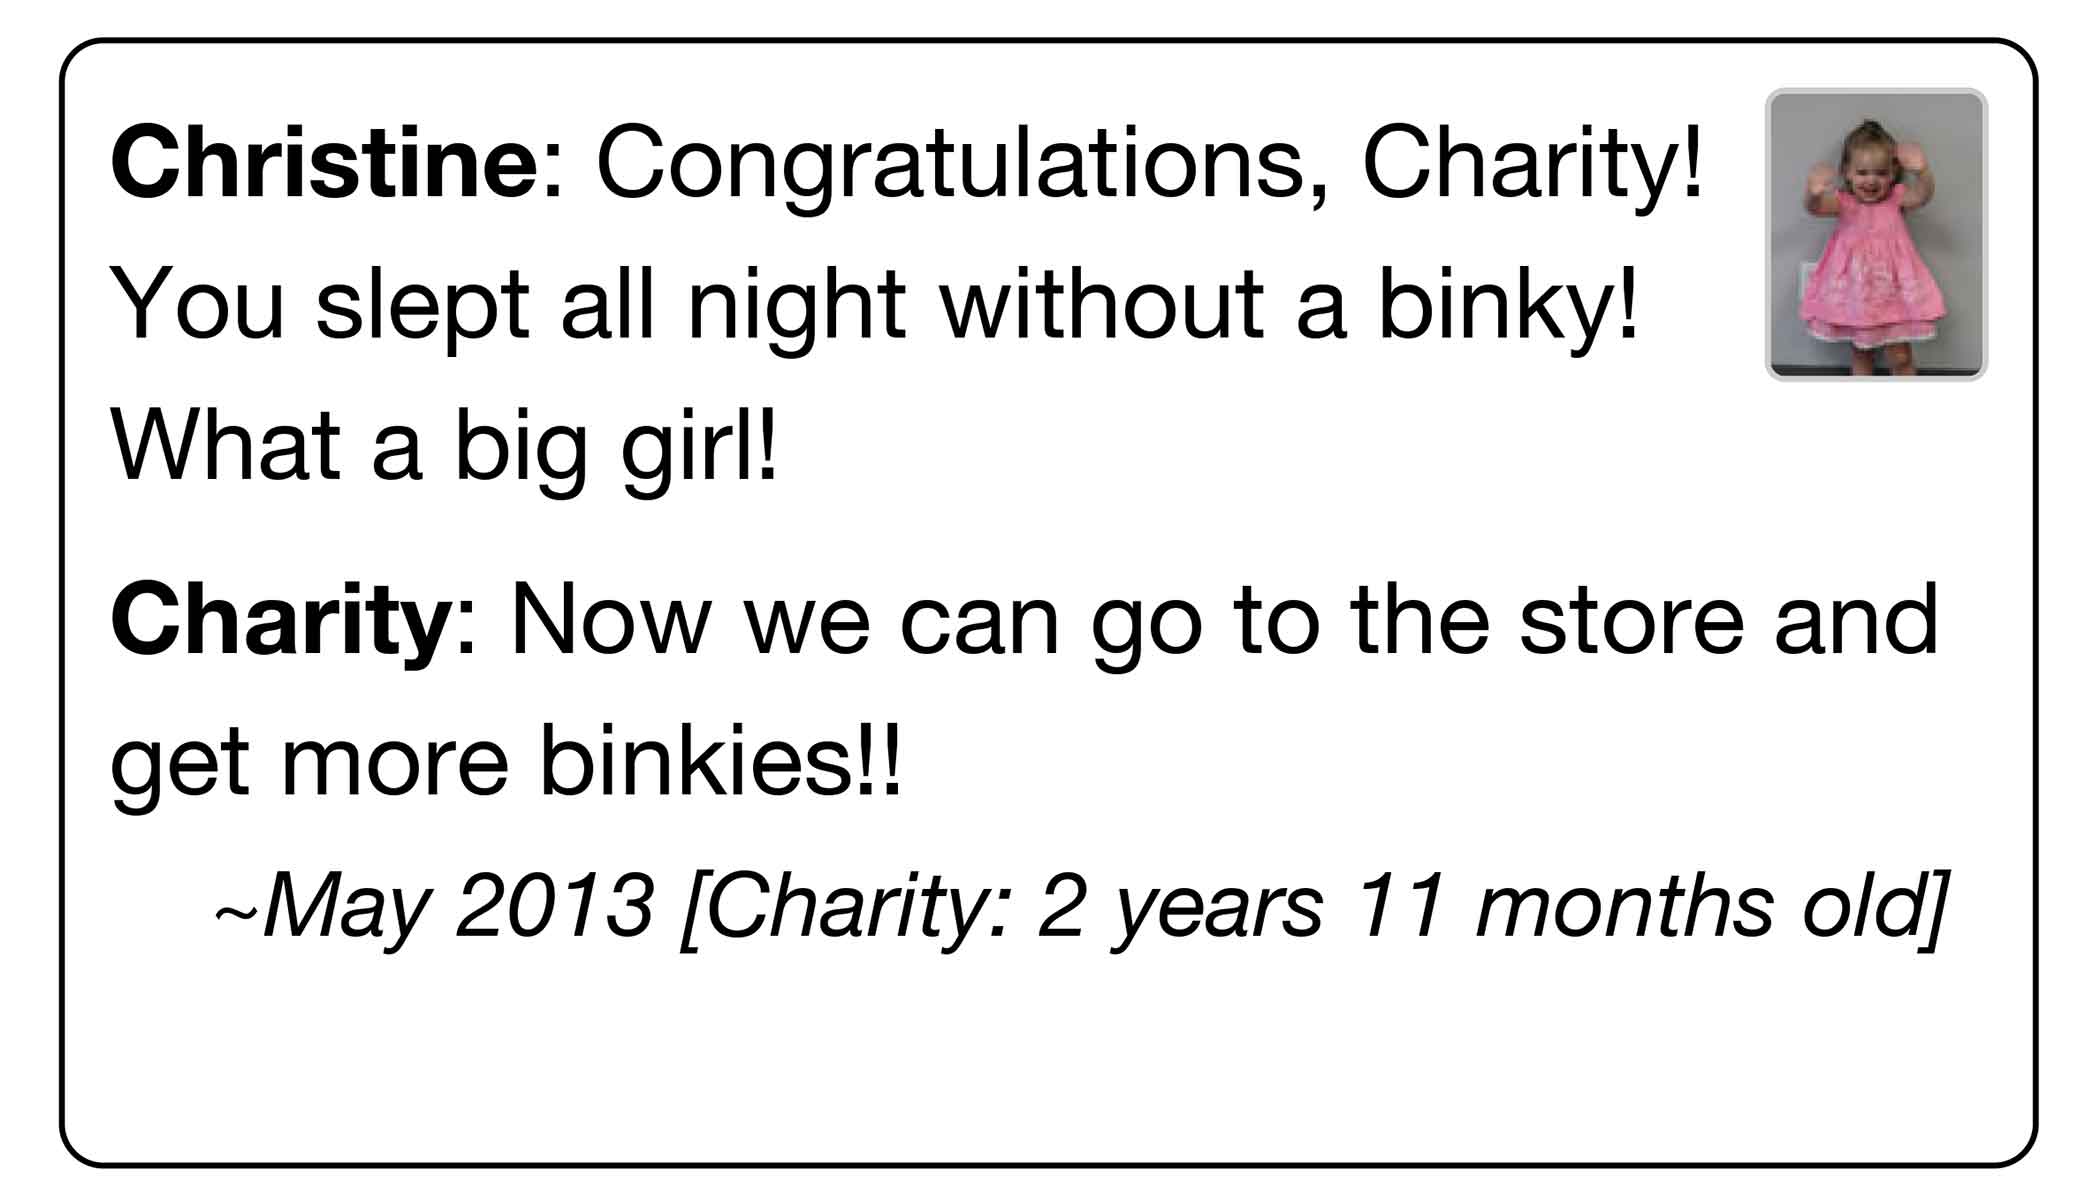 Christine: Congratulations, Charity!
You slept all night without a binky!
What a big girl!
Charity: Now we can go to the store and
get more binkies!!
~May 2013 [Charity: 2 years 11 months old]